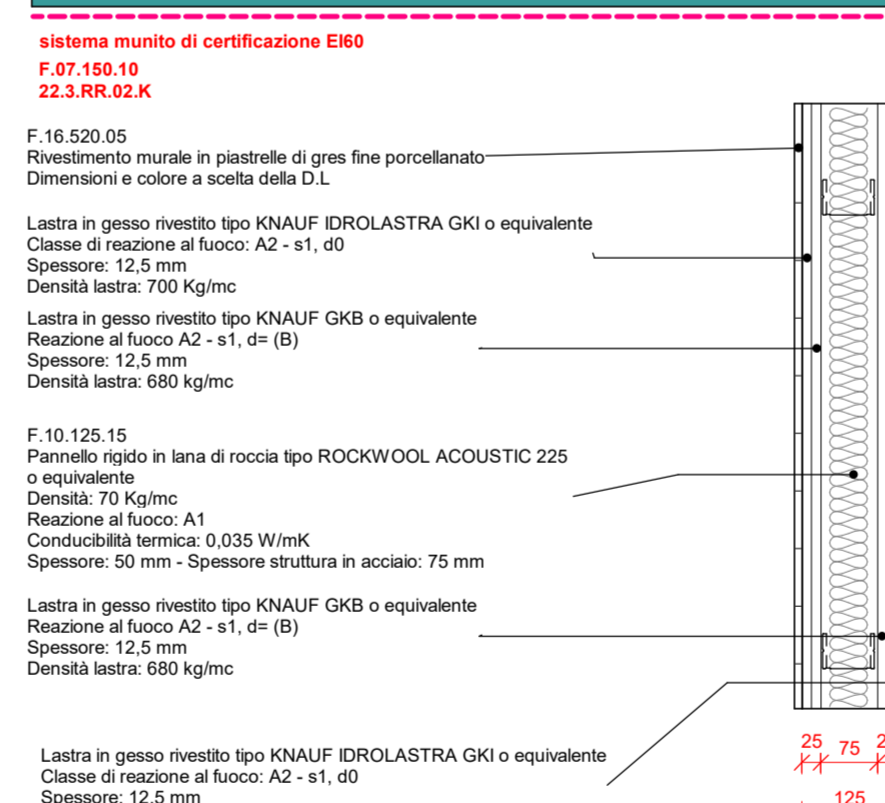 sistema munito di certificazione EI60
F.07.150.10
22.3.RR.02.K
F.16.520.05
Rivestimento murale in piastrelle di gres fine porcellanato
Dimensioni e colore a scelta della D.L
Lastra in gesso rivestito tipo KNAUF IDROLASTRA GKI o equivalente
Classe di reazione al fuoco: A2 - s1, d0
Spessore: 12,5 mm
Densità lastra: 700 Kg/mc
Lastra in gesso rivestito tipo KNAUF GKB o equivalente
Reazione al fuoco A2 - s1, d= (B)
Spessore: 12,5 mm
Densità lastra: 680 kg/mc
F.10.125.15
Pannello rigido in lana di roccia tipo ROCKWOOL ACOUSTIC 225
o equivalente
Densità: 70 Kg/mc
Reazione al fuoco: A1
Conducibilità termica: 0,035 W/mK
Spessore: 50 mm - Spessore struttura in acciaio: 75 mm
Lastra in gesso rivestito tipo KNAUF GKB o equivalente
Reazione al fuoco A2 - s1, d= (B)
Spessore: 12,5 mm
Densità lastra: 680 kg/mc
Lastra in gesso rivestito tipo KNAUF IDROLASTRA GKI o equivalente
Classe di reazione al fuoco: A2 - s1, d0
Spessore: 12,5 mm
25 75 2
125